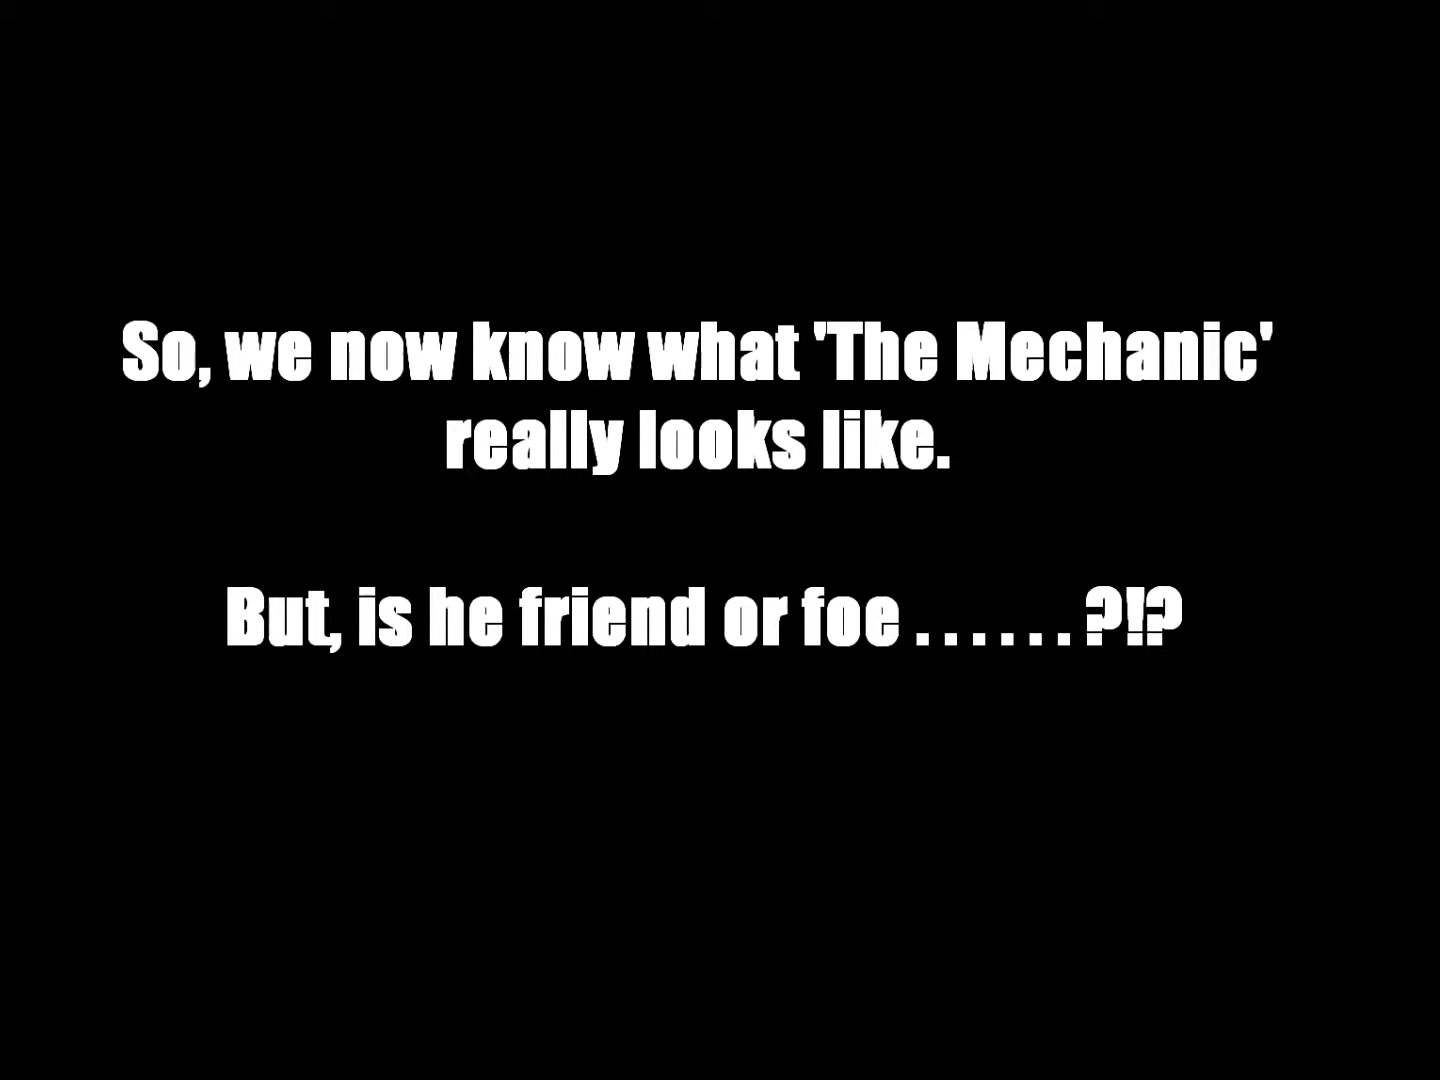 So, we now know what 'The Mechanic'
really looks like.
But, is he friend or foe . . . . . . ?!?